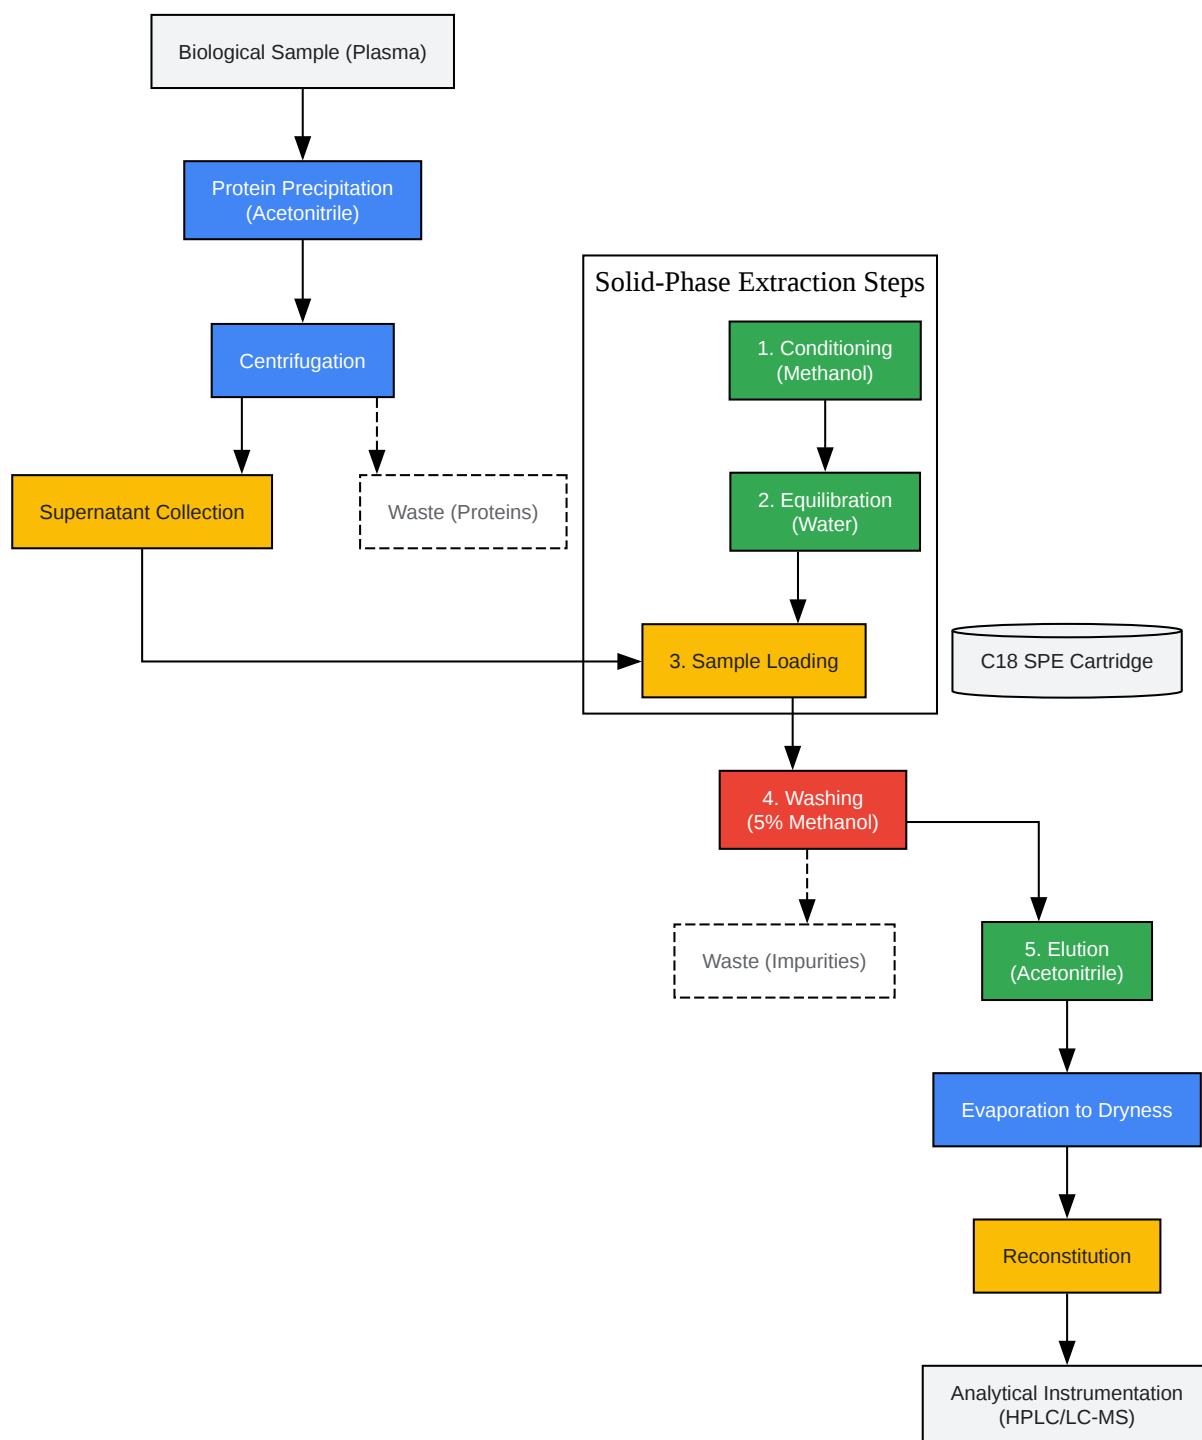 Biological Sample (Plasma)
Protein Precipitation
(Acetonitrile)
Centrifugation
Supernatant Collection
Waste (Proteins)
Solid-Phase Extraction Steps
1. Conditioning
(Methanol)
2. Equilibration
(Water)
3. Sample Loading
C18 SPE Cartridge
4. Washing
(5% Methanol)
Waste (Impurities)
5. Elution
(Acetonitrile)
Evaporation to Dryness
Reconstitution
Analytical Instrumentation
(HPLC/LC-MS)